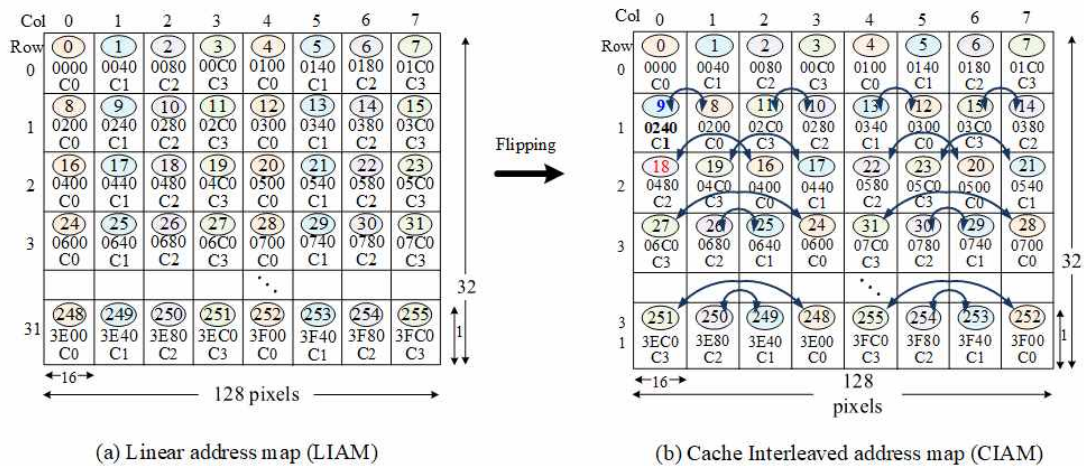 Col 0 1 2 3 4 5 6 7
Row 0 1 2 3 4 5 6 7
0 0000 0040 0080 00C0 0100 0140 0180 01C0
C0 C1 C2 C3 C0 C1 C2 C3
8 9 10 11 12 13 14 15
1 0200 0240 0280 02C0 0300 0340 0380 03C0
C0 C1 C2 C3 C0 C1 C2 C3
16 17 18 19 20 21 22 23
2 0400 0440 0480 04C0 0500 0540 0580 05C0
C0 C1 C2 C3 C0 C1 C2 C3
24 25 26 27 28 29 30 31
3 0600 0640 0680 06C0 0700 0740 0780 07C0
C0 C1 C2 C3 C0 C1 C2 C3
32
248 249 250 251 252 253 254 255
31 3E00 3E40 3E80 3EC0 3F00 3F40 3F80 3FC0
C0 C1 C2 C3 C0 C1 C2 C3
1
16
128 pixels
(a) Linear address map (LIAM)
Flipping
Col 0 1 2 3 4 5 6 7
Row 0 1 2 3 4 5 6 7
0 0000 0040 0080 00C0 0100 0140 0180 01C0
C0 C1 C2 C3 C0 C1 C2 C3
9 8 11 10 13 12 15 14
1 0240 0200 02C0 0280 0340 0300 03C0 0380
C1 C0 C3 C2 C1 C0 C3 C2
18 19 16 17 22 23 20 21
2 0480 04C0 0400 0440 0580 05C0 0500 0540
C2 C3 C0 C1 C2 C3 C0 C1
27 26 25 24 31 30 29 28
3 06C0 0680 0640 0600 07C0 0780 0740 0700
C3 C2 C1 C0 C3 C2 C1 C0
32
251 250 249 248 255 254 253 252
3 3EC0 3E80 3E40 3E00 3FC0 3F80 3F40 3F00
1 C3 C2 C1 C0 C3 C2 C1 C0
1
16
128
pixels
(b) Cache Interleaved address map (CIAM)